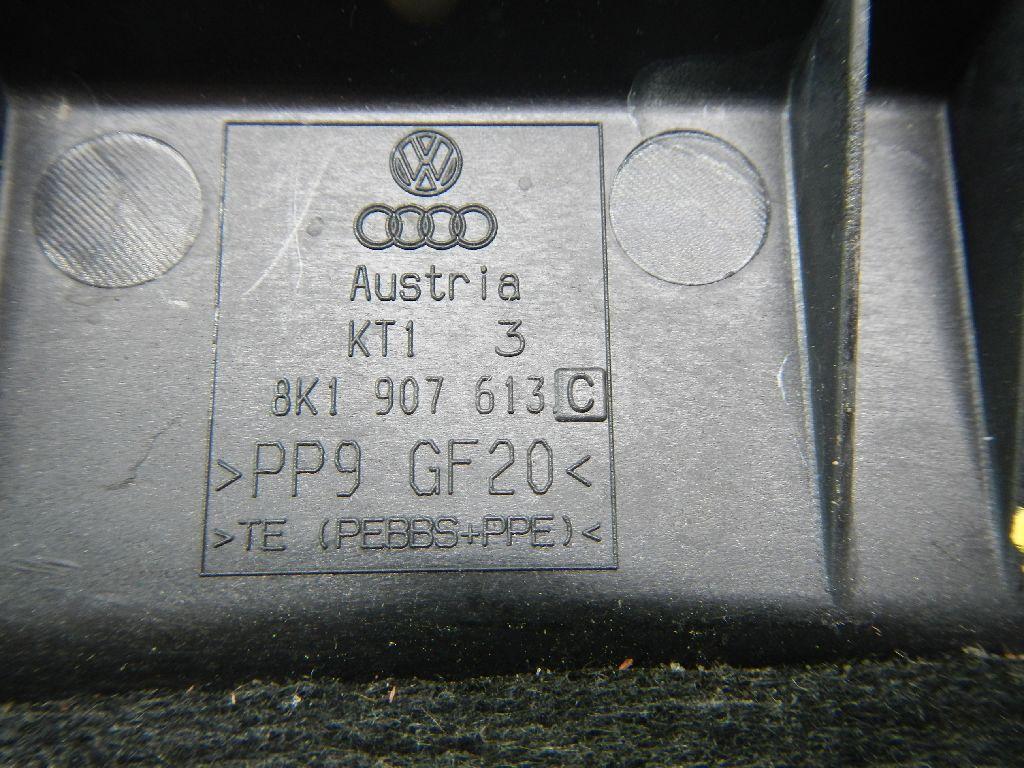 Austria
KT1 3
8K1 907 613 C
>PP9 GF20<
>TE (PEBBS+PPE)<